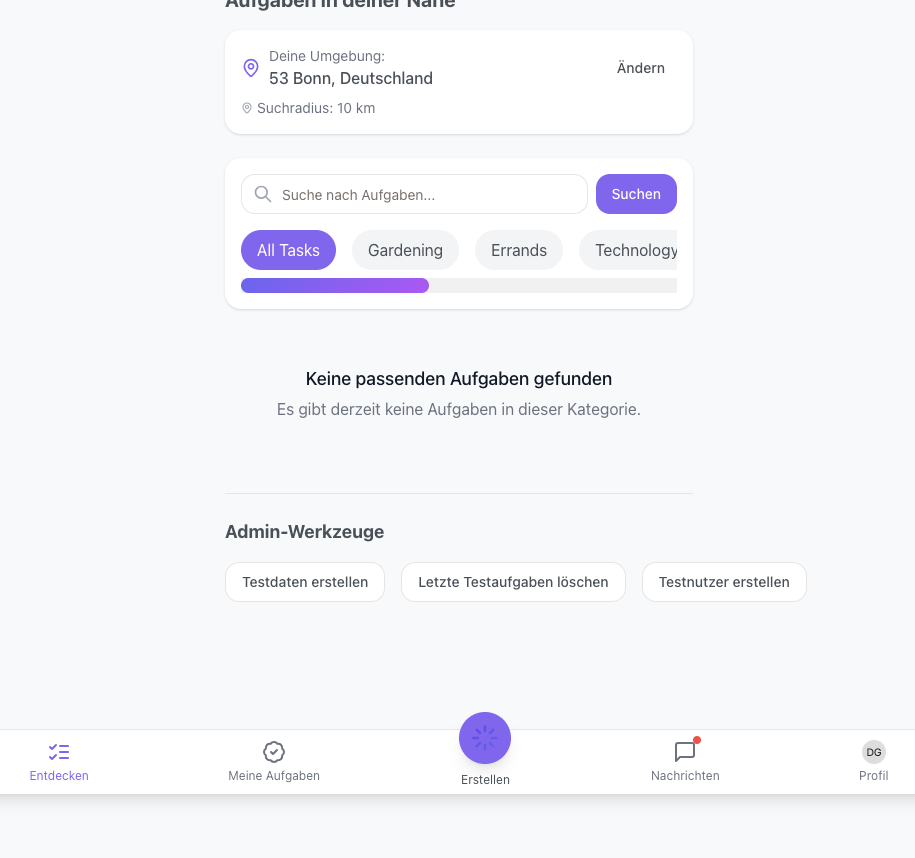 Aufgaben in deiner Nähe
Deine Umgebung:
53 Bonn, Deutschland
Ändern
Suchradius: 10 km
Suche nach Aufgaben...
Suchen
All Tasks
Gardening
Errands
Technology
Keine passenden Aufgaben gefunden
Es gibt derzeit keine Aufgaben in dieser Kategorie.
Admin-Werkzeuge
Testdaten erstellen
Letzte Testaufgaben löschen
Testnutzer erstellen
Entdecken
Meine Aufgaben
Erstellen
Nachrichten
DG
Profil